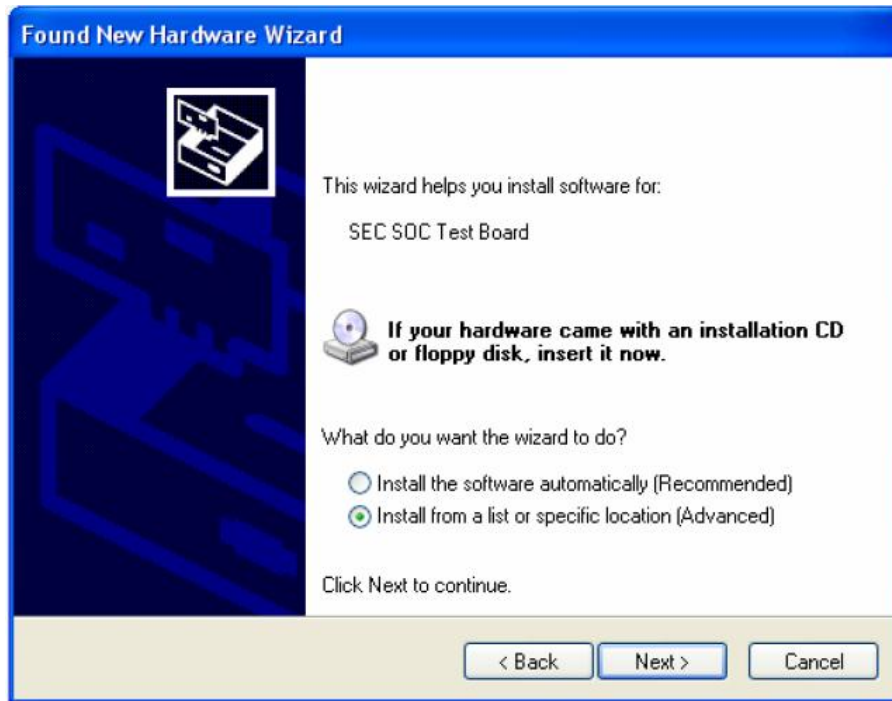 Found New Hardware Wizard
This wizard helps you install software for:
SEC SOC Test Board
If your hardware came with an installation CD
or floppy disk, insert it now.
What do you want the wizard to do?
Install the software automatically (Recommended)
Install from a list or specific location (Advanced)
Click Next to continue.
< Back Next > Cancel